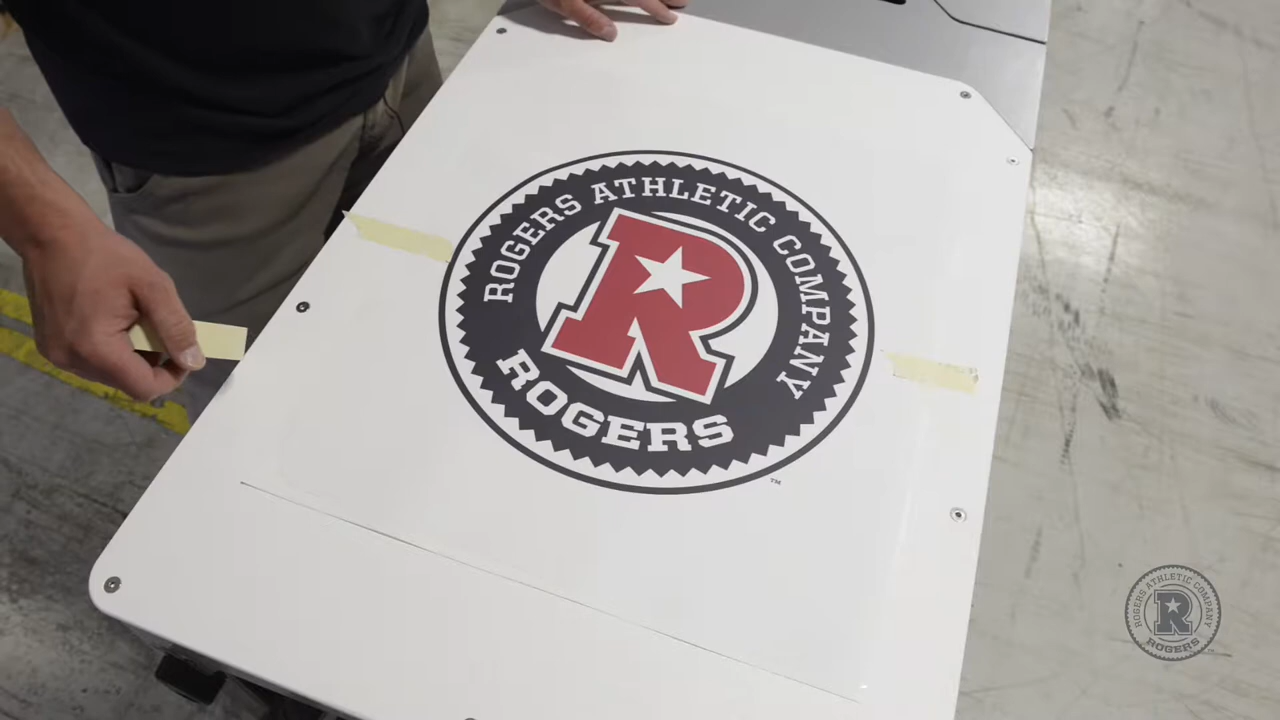 ROGERS ATHLETIC COMPANY
R
ROGERS
™
ROGERS ATHLETIC COMPANY
R
ROGERS